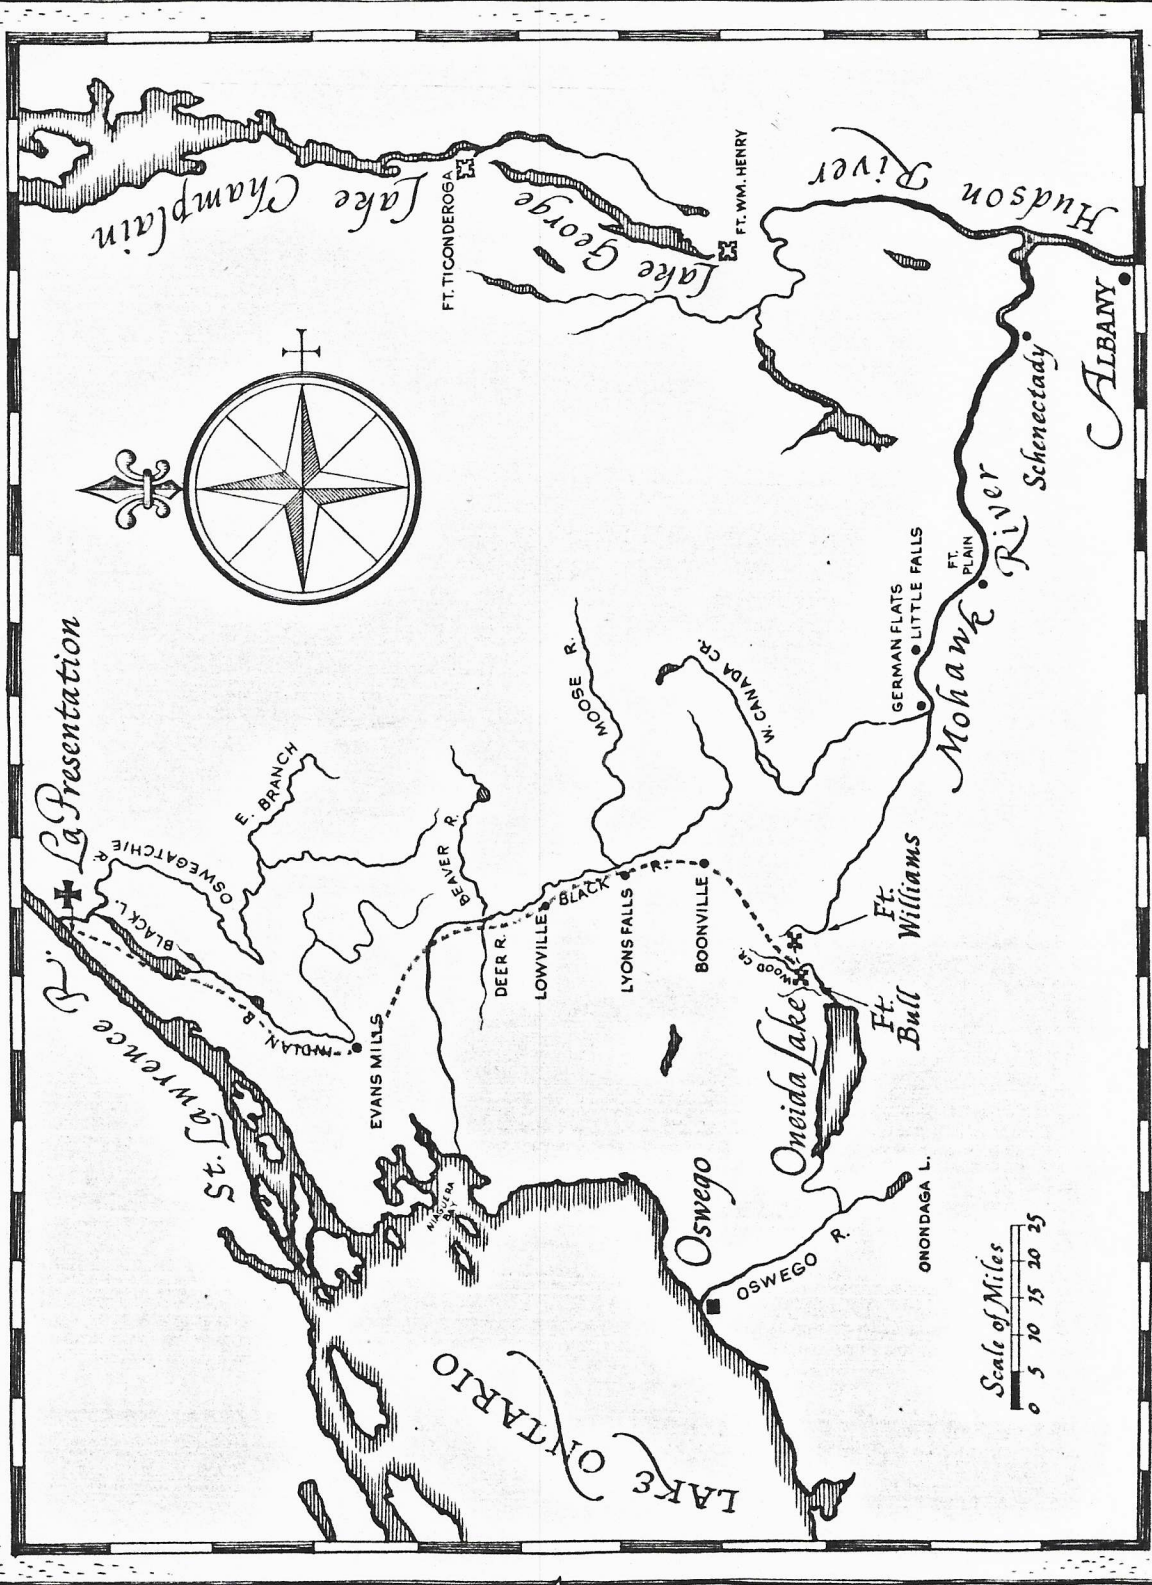 La Presentation
St. Lawrence R.
BLACK L.
OSWEGATCHIE R.
E. BRANCH
INDIAN R.
EVANS MILLS
BEAVER R.
DEER R.
LOWVILLE
BLACK R.
LYONS FALLS
MOOSE R.
BOONVILLE
W. CANADA CR.
NIAGUERA
BAY
LAKE ONTARIO
Oswego
OSWEGO R.
ONONDAGA L.
Oneida Lake
WOOD CR.
Ft.
Bull
Ft.
Williams
GERMAN FLATS
LITTLE FALLS
FT.
PLAIN
Mohawk River
Schenectady
ALBANY
Hudson River
FT. WM. HENRY
Lake George
FT. TICONDEROGA
Lake Champlain
Scale of Miles
0 5 10 15 20 25